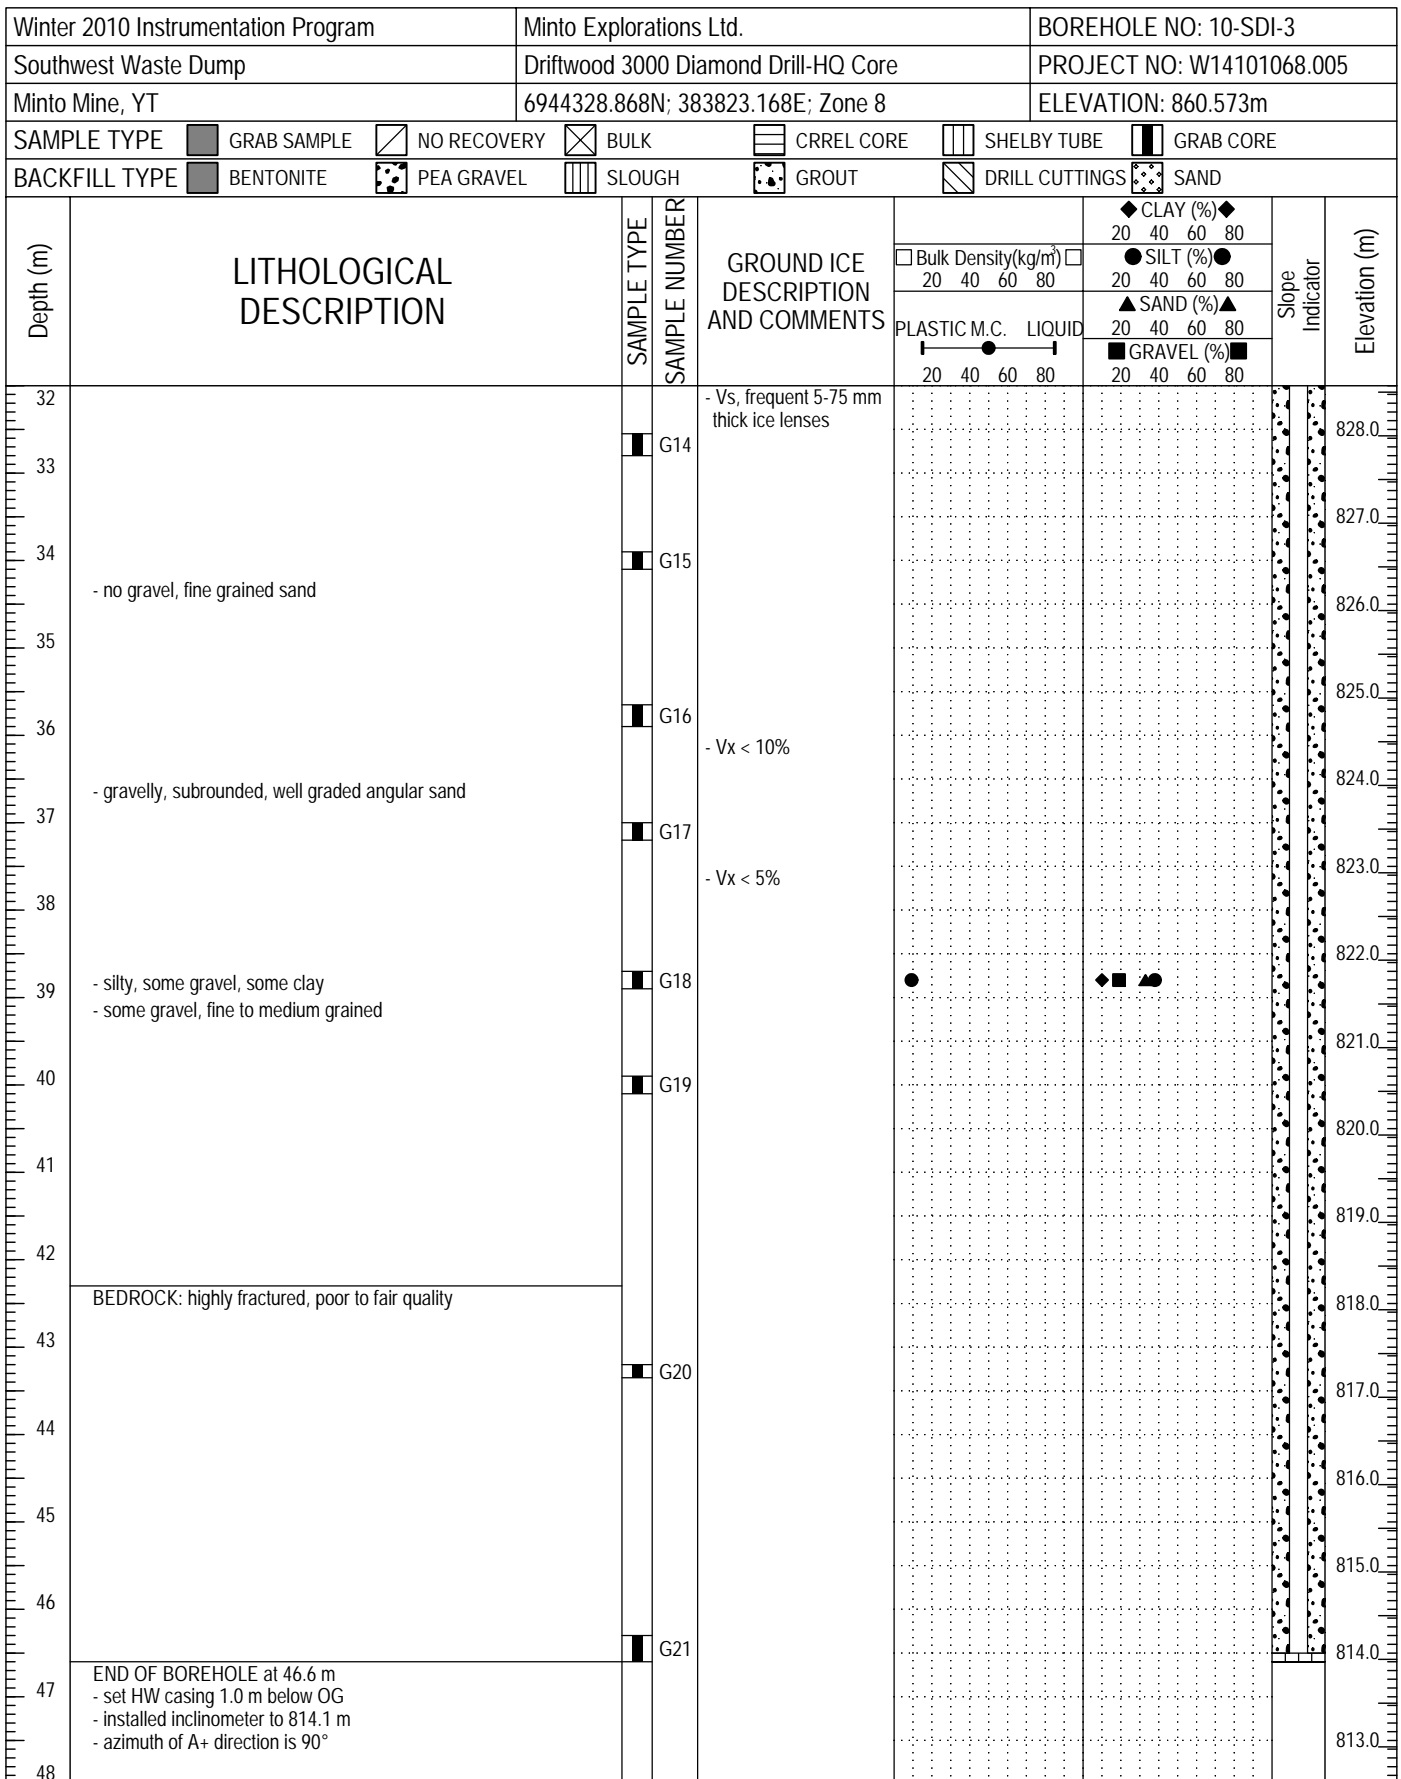 Winter 2010 Instrumentation Program
Minto Explorations Ltd.
BOREHOLE NO: 10-SDI-3
Southwest Waste Dump
Driftwood 3000 Diamond Drill-HQ Core
PROJECT NO: W14101068.005
Minto Mine, YT
6944328.868N; 383823.168E; Zone 8
ELEVATION: 860.573m
SAMPLE TYPE GRAB SAMPLE NO RECOVERY BULK CRREL CORE SHELBY TUBE GRAB CORE
BACKFILL TYPE BENTONITE PEA GRAVEL SLOUGH GROUT DRILL CUTTINGS SAND
Depth (m)
LITHOLOGICAL
DESCRIPTION
SAMPLE TYPE
SAMPLE NUMBER
GROUND ICE
DESCRIPTION
AND COMMENTS
Bulk Density(kg/m³)
20 40 60 80
PLASTIC M.C. LIQUID
20 40 60 80
CLAY (%)
20 40 60 80
SILT (%)
20 40 60 80
SAND (%)
20 40 60 80
GRAVEL (%)
20 40 60 80
Slope
Indicator
Elevation (m)
32
- Vs, frequent 5-75 mm
thick ice lenses
828.0
G14
33
827.0
34
G15
- no gravel, fine grained sand
826.0
35
825.0
G16
36
- Vx < 10%
824.0
- gravelly, subrounded, well graded angular sand
37
G17
823.0
- Vx < 5%
38
822.0
- silty, some gravel, some clay
G18
39
- some gravel, fine to medium grained
821.0
40
G19
820.0
41
819.0
42
BEDROCK: highly fractured, poor to fair quality
818.0
43
G20
817.0
44
816.0
45
815.0
46
G21
814.0
END OF BOREHOLE at 46.6 m
47
- set HW casing 1.0 m below OG
- installed inclinometer to 814.1 m
- azimuth of A+ direction is 90°
813.0
48